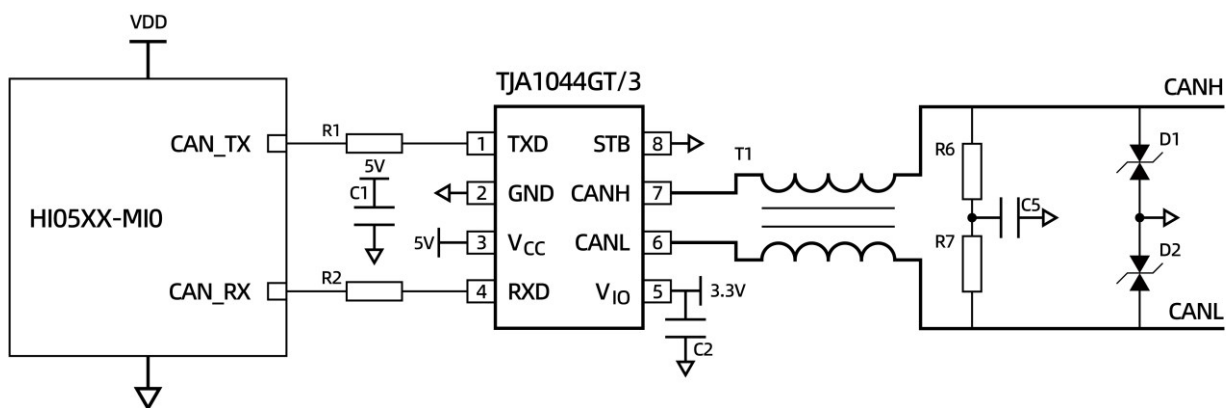 VDD
TJA1044GT/3
CANH
CAN_TX
R1
1
TXD
STB
8
T1
R6
D1
5V
C1
2
GND
CANH
7
HI05XX-MI0
C5
5V
3
VCC
CANL
6
R7
D2
CAN_RX
R2
4
RXD
VIO
5
3.3V
C2
CANL